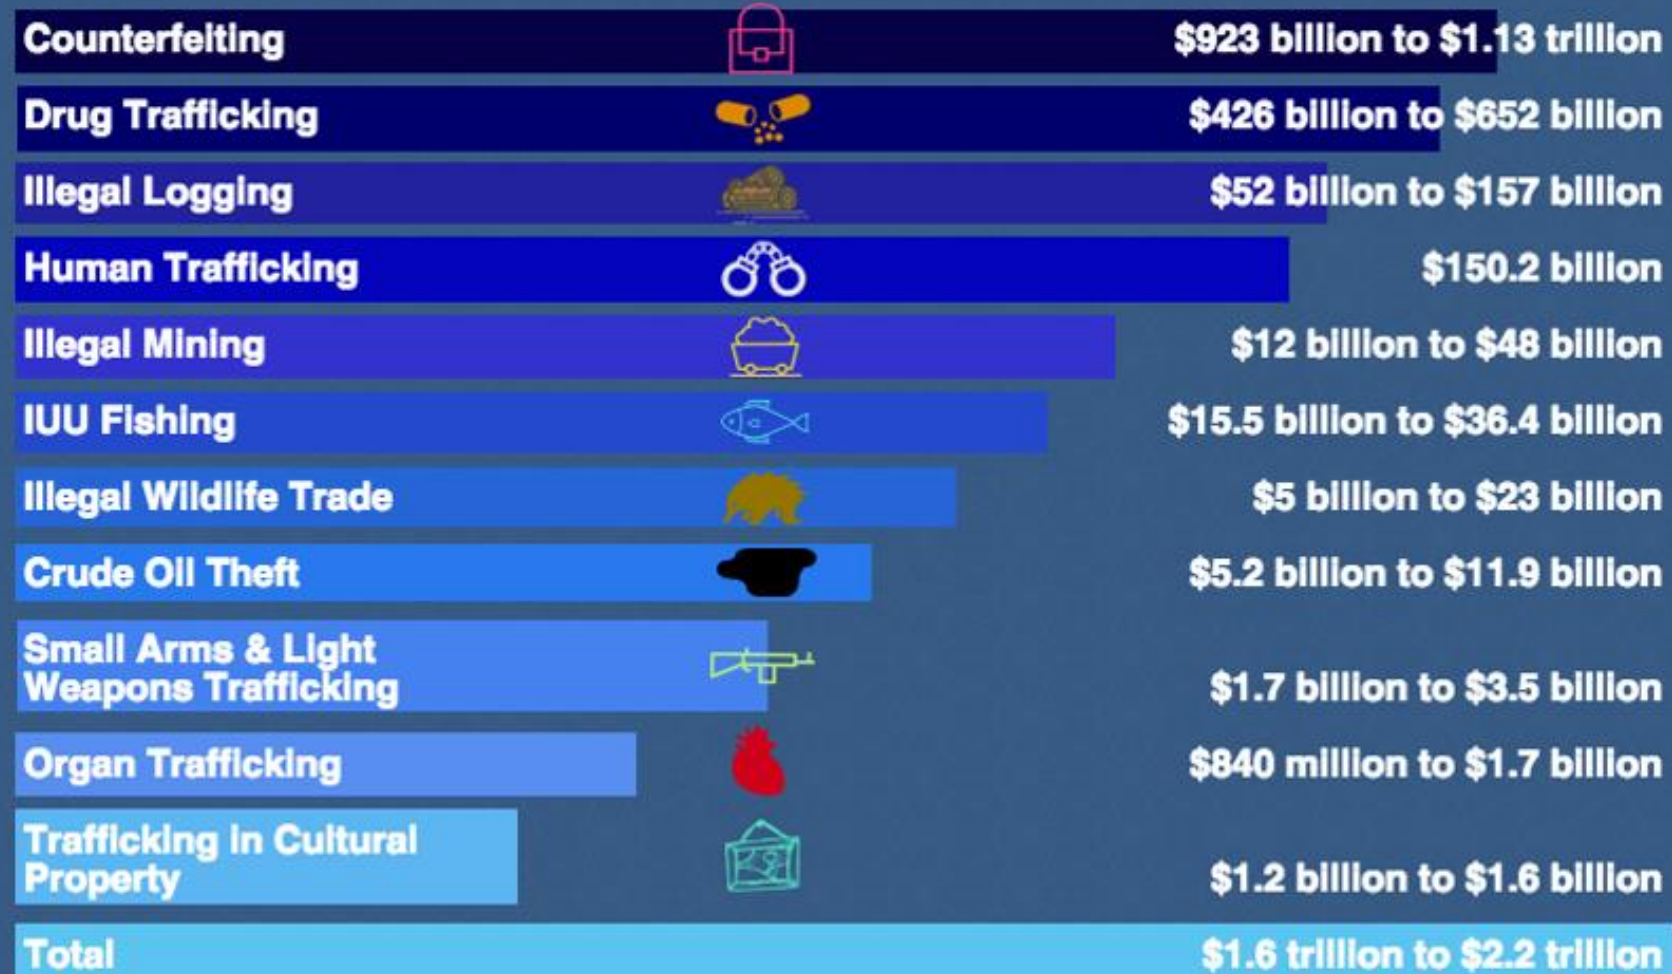 Counterfeiting $923 billion to $1.13 trillion
Drug Trafficking $426 billion to $652 billion
Illegal Logging $52 billion to $157 billion
Human Trafficking $150.2 billion
Illegal Mining $12 billion to $48 billion
IUU Fishing $15.5 billion to $36.4 billion
Illegal Wildlife Trade $5 billion to $23 billion
Crude Oil Theft $5.2 billion to $11.9 billion
Small Arms & Light
Weapons Trafficking $1.7 billion to $3.5 billion
Organ Trafficking $840 million to $1.7 billion
Trafficking in Cultural
Property $1.2 billion to $1.6 billion
Total $1.6 trillion to $2.2 trillion